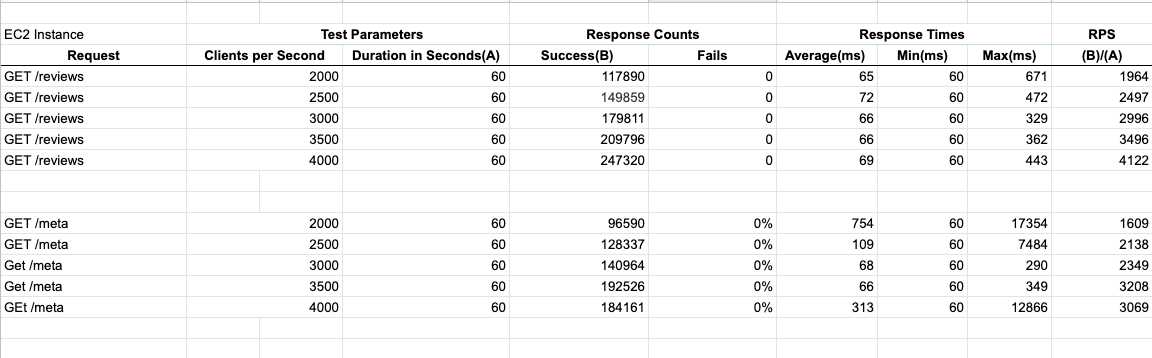 EC2 Instance Test Parameters Response Counts Response Times RPS
Request Clients per Second Duration in Seconds(A) Success(B) Fails Average(ms) Min(ms) Max(ms) (B)/(A)
GET /reviews 2000 60 117890 0 65 60 671 1964
GET /reviews 2500 60 149859 0 72 60 472 2497
GET /reviews 3000 60 179811 0 66 60 329 2996
GET /reviews 3500 60 209796 0 66 60 362 3496
GET /reviews 4000 60 247320 0 69 60 443 4122
GET /meta 2000 60 96590 0% 754 60 17354 1609
GET /meta 2500 60 128337 0% 109 60 7484 2138
Get /meta 3000 60 140964 0% 68 60 290 2349
Get /meta 3500 60 192526 0% 66 60 349 3208
GEt /meta 4000 60 184161 0% 313 60 12866 3069